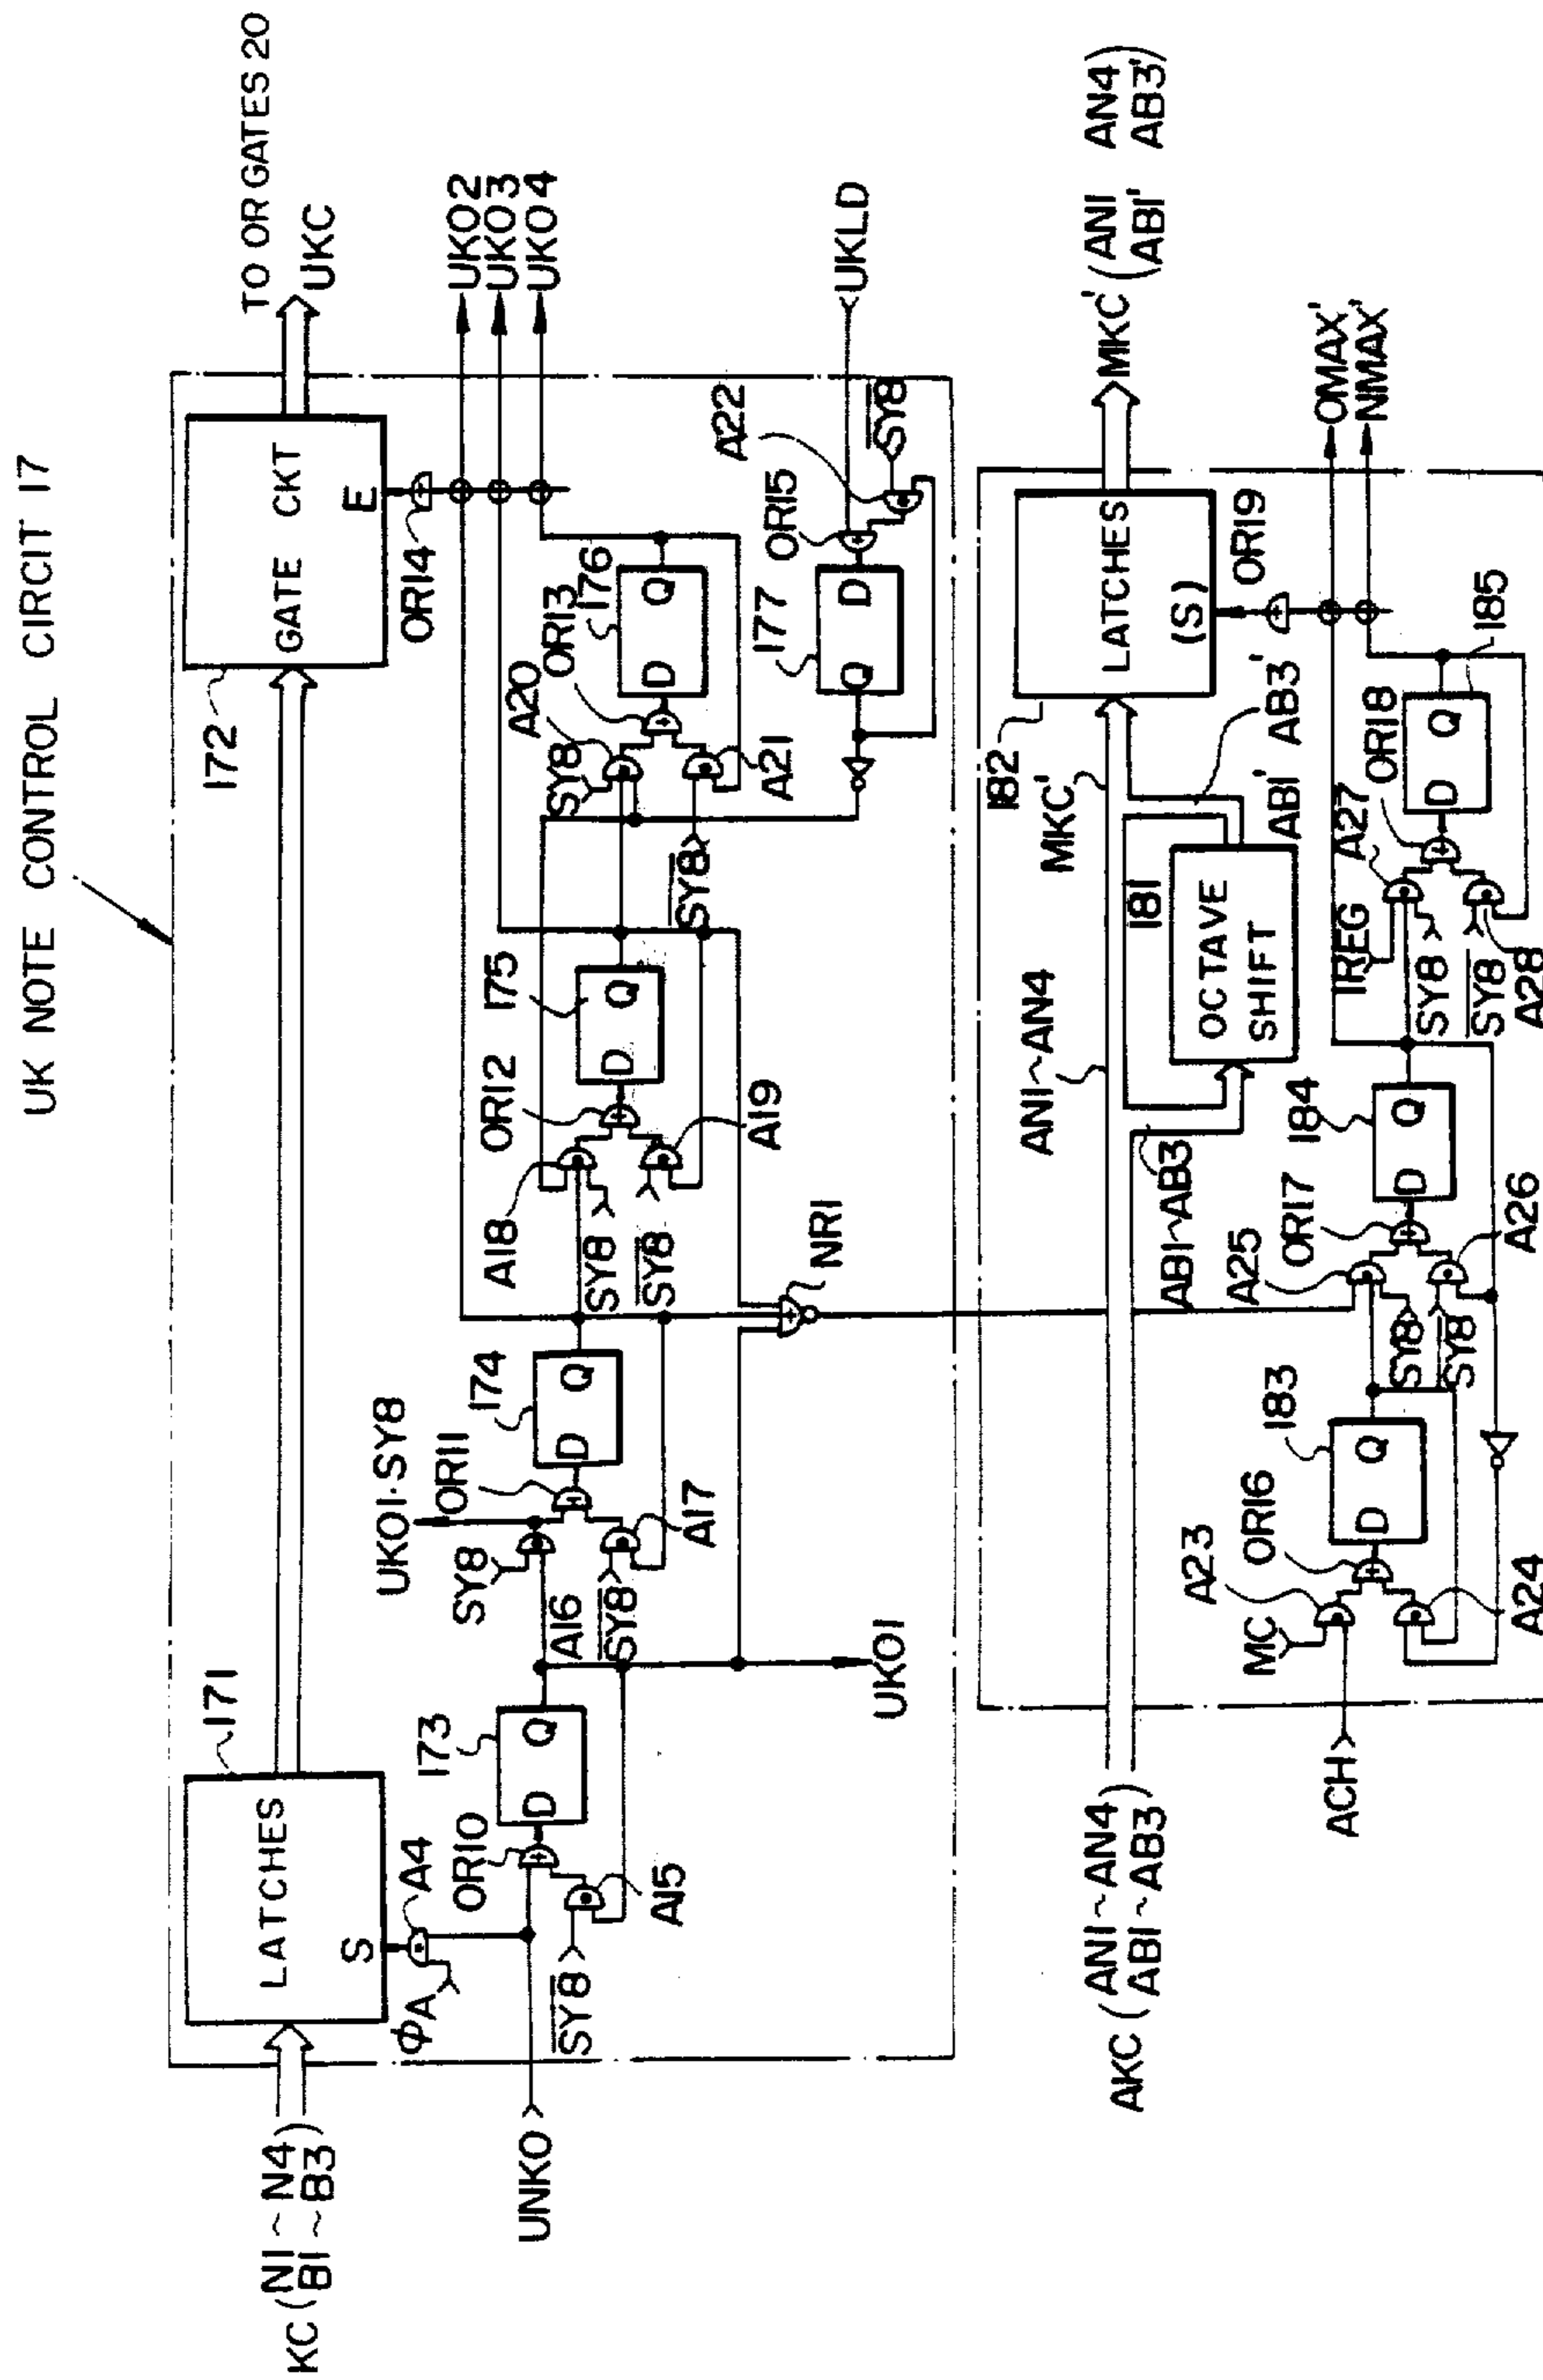 UK NOTE CONTROL CIRCIT 17
KC (N1 ~ N4)
(B1 ~ B3)
LATCHES
S
171
A4
ΦA
172
GATE CKT
E
OR14
TO OR GATES 20
UKC
UKO2
UKO3
UKO4
UNKO
SY8
OR10
A15
D
Q
173
A16
SY8
UKO1·SY8
OR11
SY8
A17
D
Q
174
UKO1
A18
SY8
SY8
OR12
A19
D
Q
175
NR1
SY8
A20
OR13
SY8
A21
D
Q
176
177
Q
D
OR15
A22
SY8
UKLD
AKC (AN1 ~ AN4)
(AB1 ~ AB3)
AN1~AN4
AB1~AB3
181
OCTAVE
SHIFT
MKC'
AB1'
AB3'
182
LATCHES
(S)
OR19
MKC' (AN1 AN4)
(AB1' AB3')
OMAX'
NMAX'
ACH
MC
A23
OR16
A24
D
Q
183
A25
SY8
SY8
OR17
A26
D
Q
184
1REG
SY8
SY8
A27
A28
OR18
D
Q
185